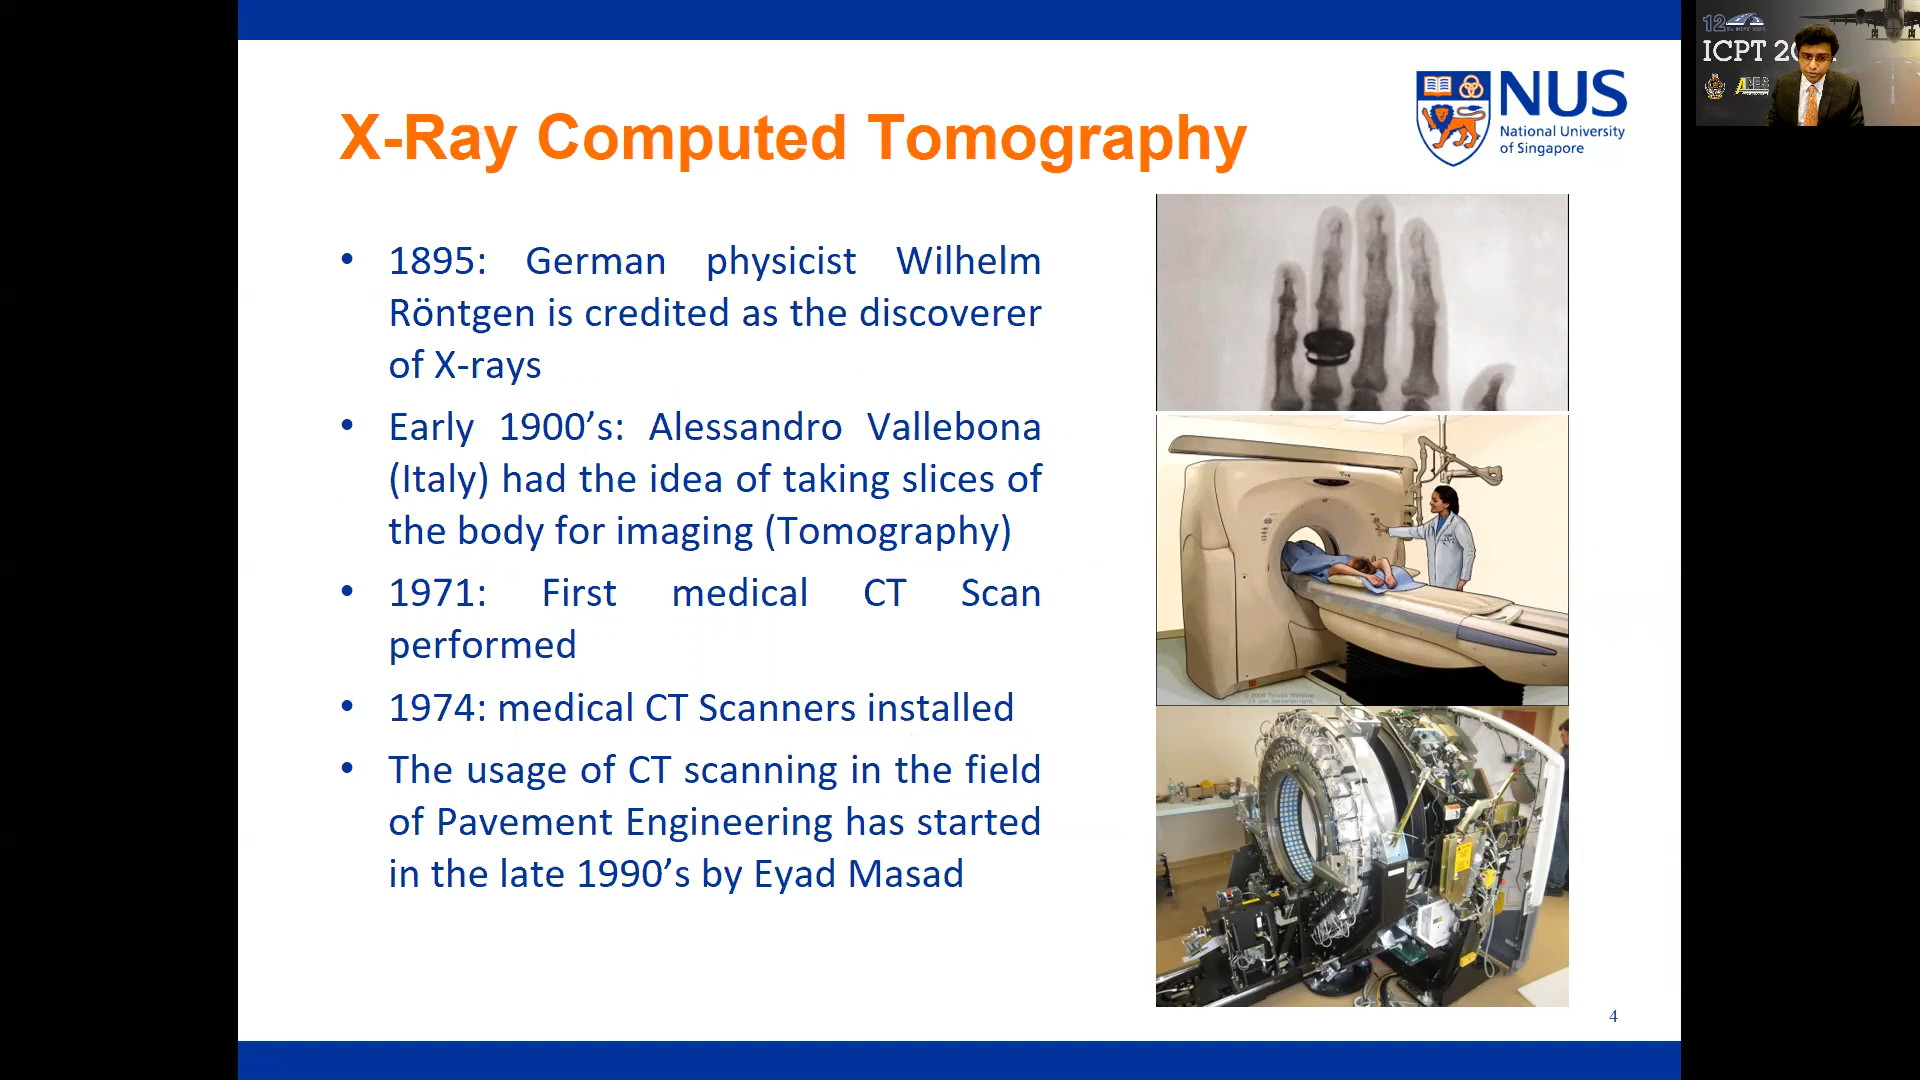 X-Ray Computed Tomography
NUS
National University
of Singapore
• 1895: German physicist Wilhelm
Röntgen is credited as the discoverer
of X-rays
• Early 1900’s: Alessandro Vallebona
(Italy) had the idea of taking slices of
the body for imaging (Tomography)
• 1971: First medical CT Scan
performed
• 1974: medical CT Scanners installed
• The usage of CT scanning in the field
of Pavement Engineering has started
in the late 1990’s by Eyad Masad
4
12
ICPT